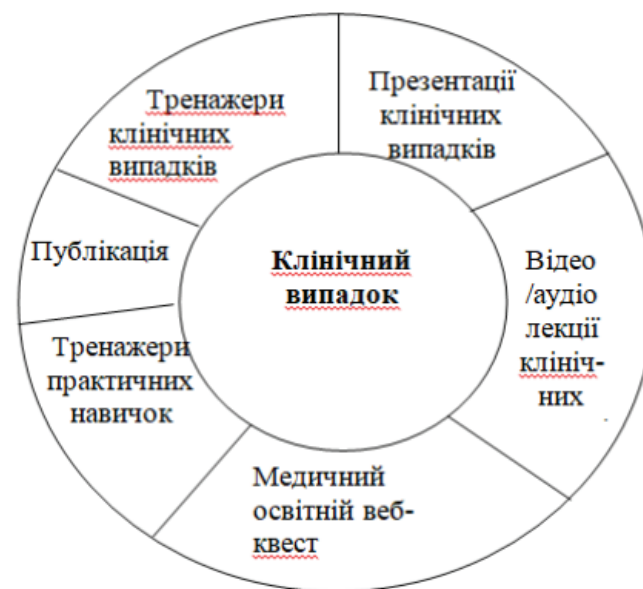 Тренажери
клінічних
випадків
Презентації
клінічних
випадків
Публікація
Клінічний
випадок
Відео
/аудіо
лекції
клініч-
них
Тренажери
практичних
навичок
Медичний
освітній веб-
квест